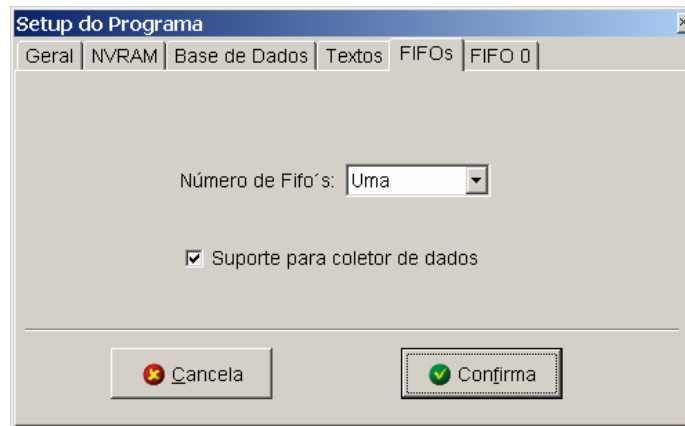 Setup do Programa
Geral NVRAM Base de Dados Textos FIFOs FIFO 0
Número de Fifo´s: Uma
Suporte para coletor de dados
Cancela Confirma